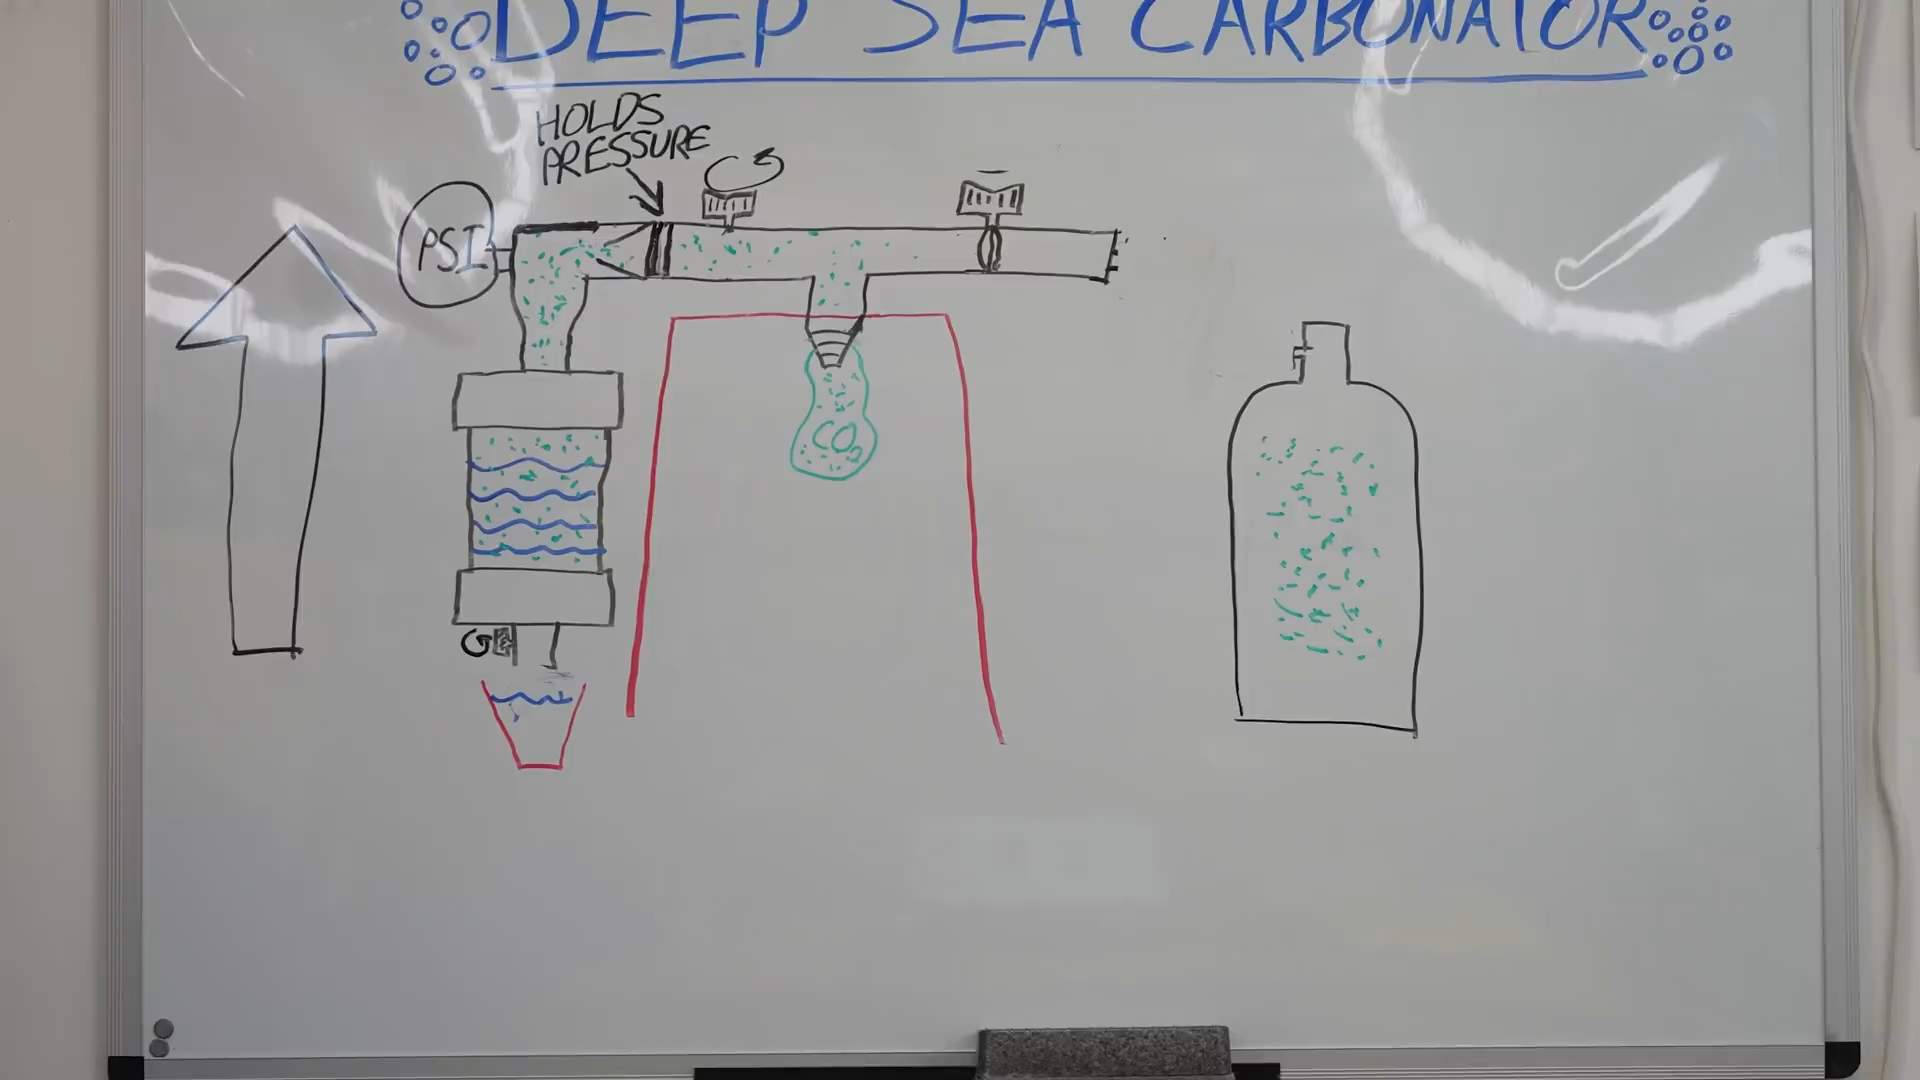 DEEP SEA CARBONATOR
HOLDS
PRESSURE
PSI
CO2